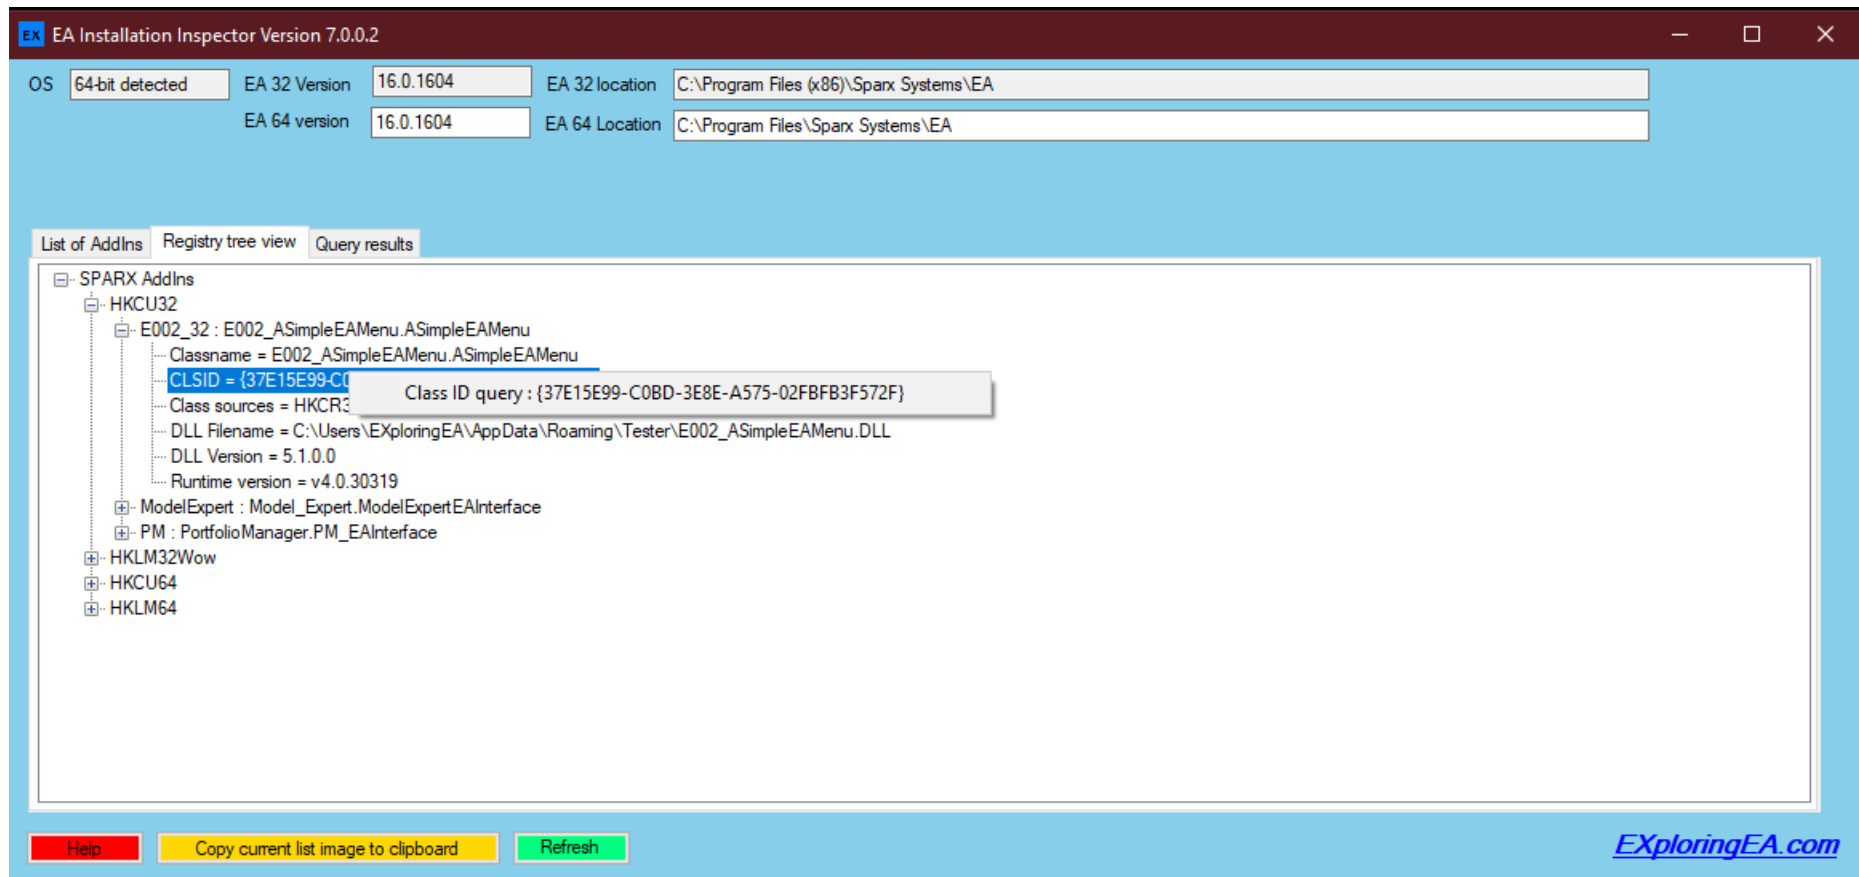 EX EA Installation Inspector Version 7.0.0.2
OS 64-bit detected EA 32 Version 16.0.1604 EA 32 location C:\Program Files (x86)\Sparx Systems\EA
EA 64 version 16.0.1604 EA 64 Location C:\Program Files\Sparx Systems\EA
List of AddIns Registry tree view Query results
SPARX AddIns
HKCU32
E002_32 : E002_ASimpleEAMenu.ASimpleEAMenu
Classname = E002_ASimpleEAMenu.ASimpleEAMenu
CLSID = {37E15E99-C0
Class ID query : {37E15E99-C0BD-3E8E-A575-02FBFB3F572F}
Class sources = HKCR3
DLL Filename = C:\Users\EXploringEA\AppData\Roaming\Tester\E002_ASimpleEAMenu.DLL
DLL Version = 5.1.0.0
Runtime version = v4.0.30319
ModelExpert : Model_Expert.ModelExpertEAInterface
PM : PortfolioManager.PM_EAInterface
HKLM32Wow
HKCU64
HKLM64
Help Copy current list image to clipboard Refresh EXploringEA.com